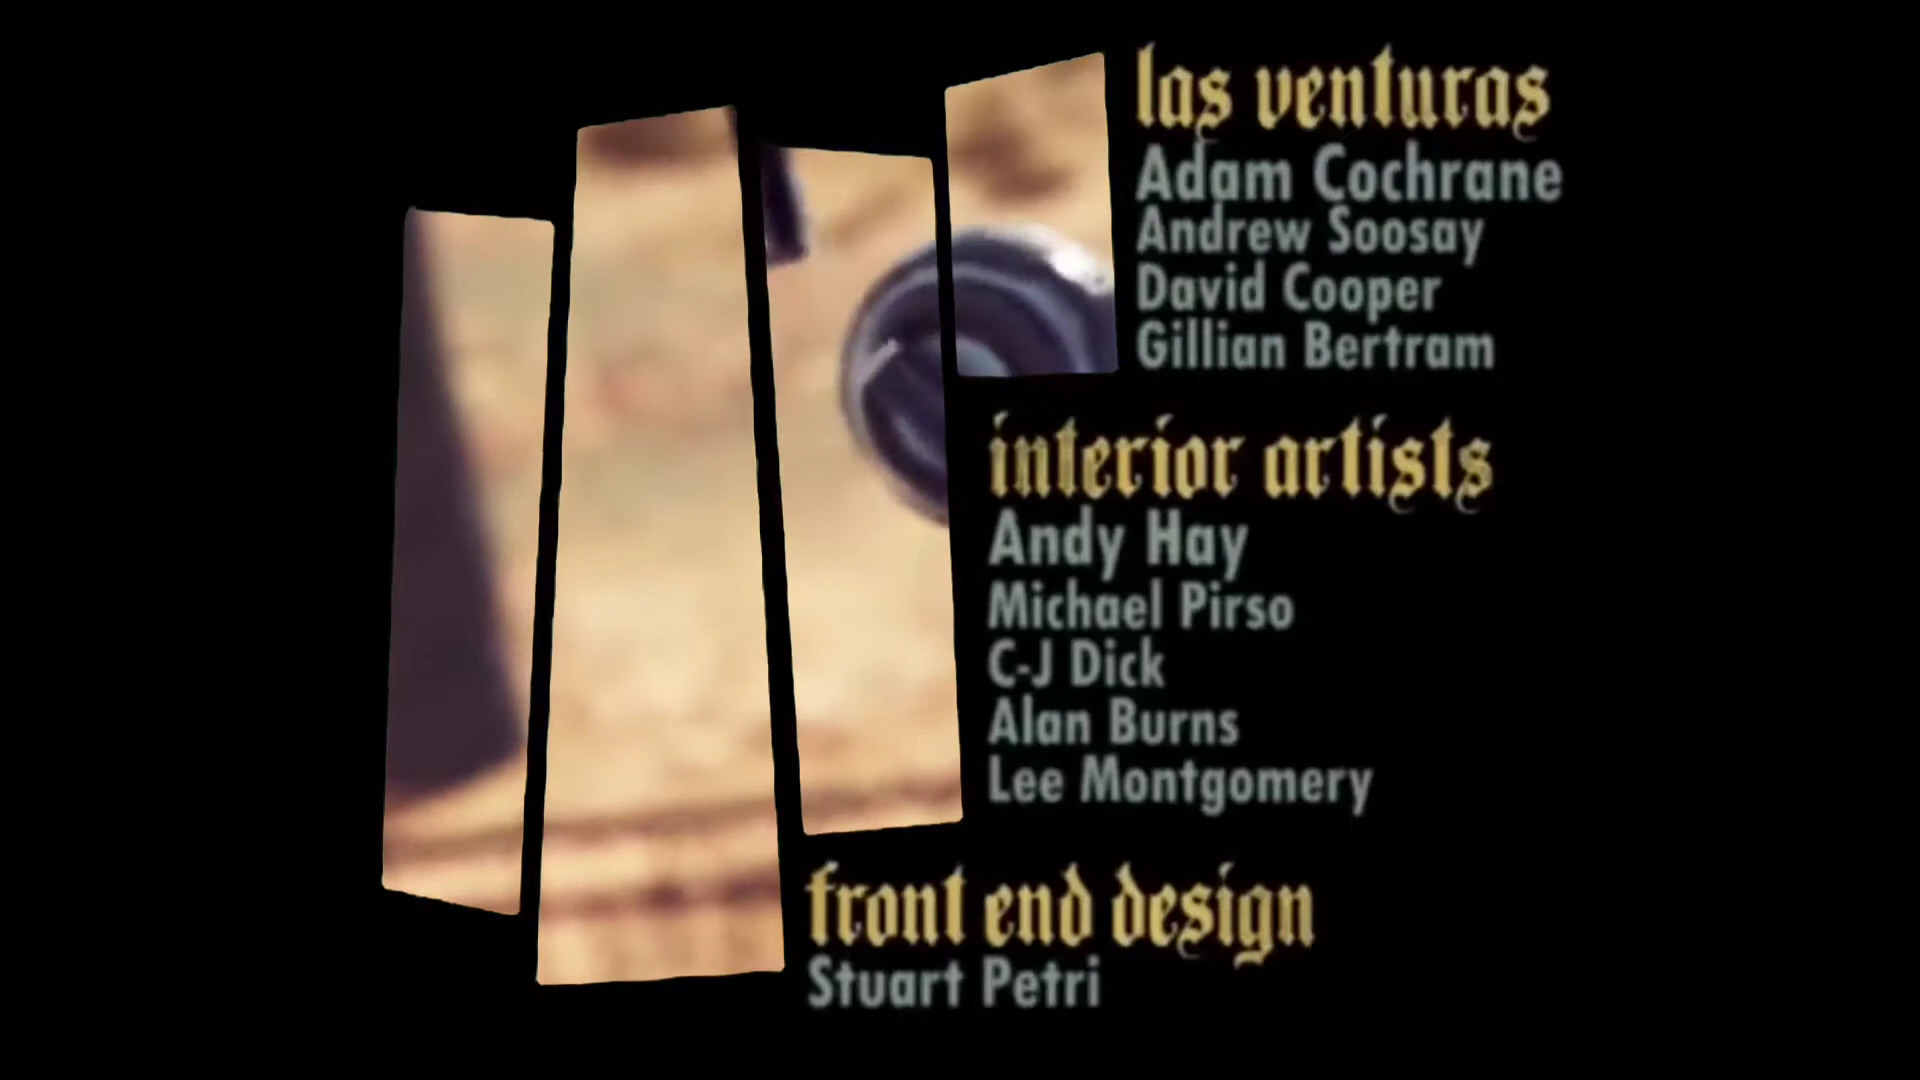 las venturas
Adam Cochrane
Andrew Soosay
David Cooper
Gillian Bertram
interior artists
Andy Hay
Michael Pirso
C-J Dick
Alan Burns
Lee Montgomery
front end design
Stuart Petri